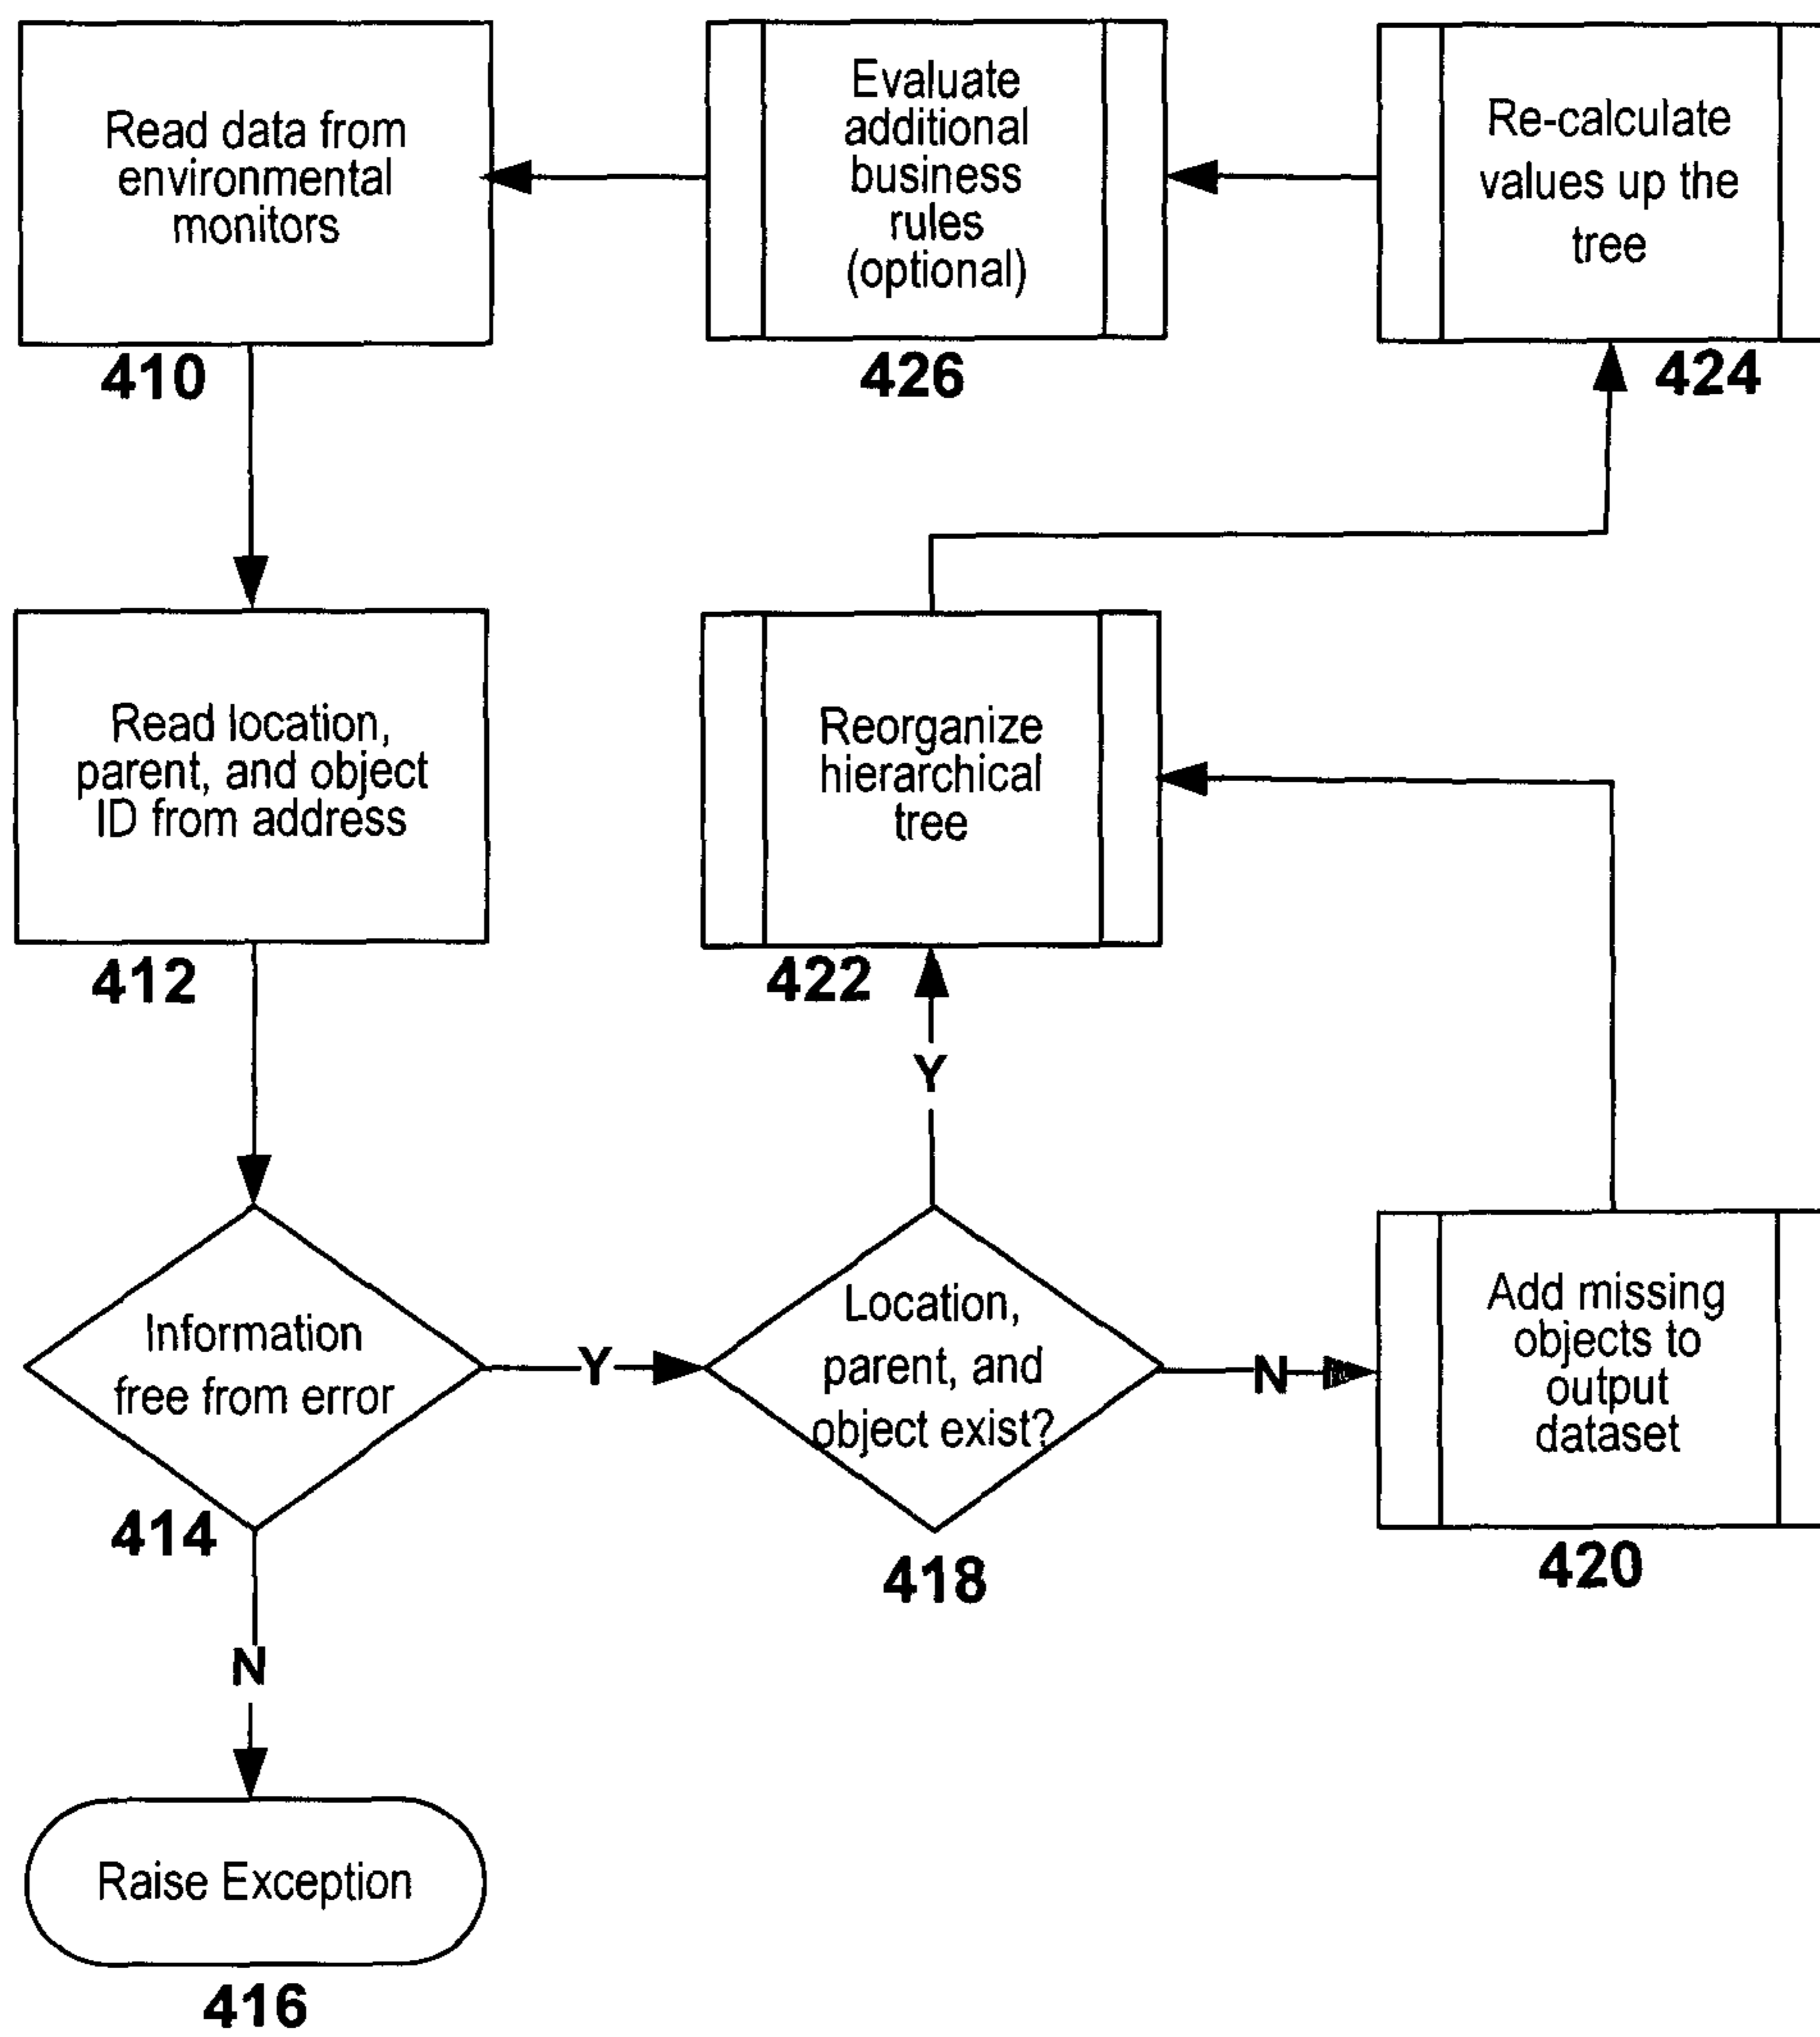 Read data from
environmental
monitors
410
Evaluate
additional
business
rules
(optional)
426
Re-calculate
values up the
tree
424
Read location,
parent, and object
ID from address
412
Reorganize
hierarchical
tree
422
Y
Information
free from error
414
Y
Location,
parent, and
object exist?
418
N
Add missing
objects to
output
dataset
420
N
Raise Exception
416